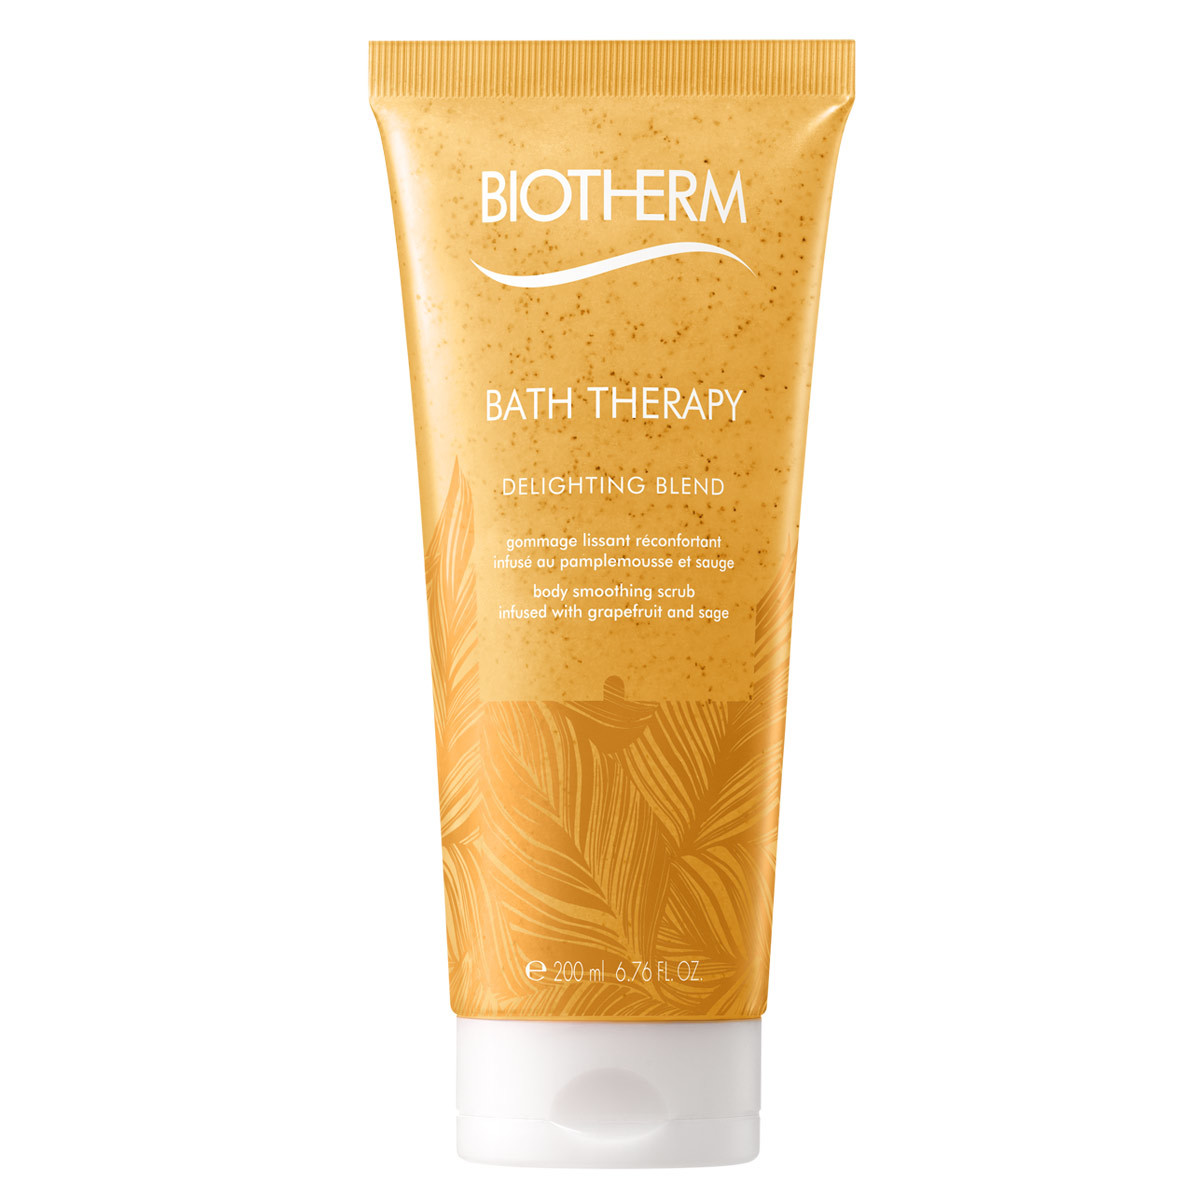 BIOTHERM
BATH THERAPY
DELIGHTING BLEND
gommage lissant réconfortant
infusé au pamplemousse et sauge
body smoothing scrub
infused with grapefruit and sage
℮ 200 ml 6.76 FL. OZ.